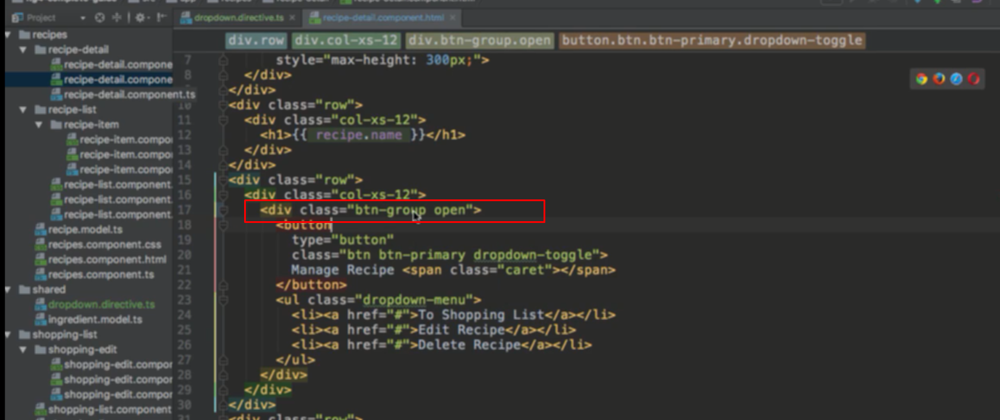 Project
dropdown.directive.ts
recipe-detail.component.html
div.row div.col-xs-12 div.btn-group.open button.btn.btn-primary.dropdown-toggle
recipes
recipe-detail
recipe-detail.compone
recipe-detail.compone
recipe-detail.component.ts
recipe-list
recipe-item
recipe-item.compo
recipe-item.compo
recipe-item.compo
recipe-list.component.
recipe-list.component.
recipe-list.component.
recipe.model.ts
recipes.component.css
recipes.component.html
recipes.component.ts
shared
dropdown.directive.ts
ingredient.model.ts
shopping-list
shopping-edit
shopping-edit.compor
shopping-edit.compor
shopping-edit.compor
shopping-list.component
7 style="max-height: 300px;">
8 </div>
</div>
10 <div class="row">
11 <div class="col-xs-12">
12 <h1>{{ recipe.name }}</h1>
13 </div>
14 </div>
15 <div class="row">
16 <div class="col-xs-12">
17 <div class="btn-group open">
18 <button
19 type="button"
20 class="btn btn-primary dropdown-toggle">
21 Manage Recipe <span class="caret"></span>
22 </button>
23 <ul class="dropdown-menu">
24 <li><a href="#">To Shopping List</a></li>
25 <li><a href="#">Edit Recipe</a></li>
26 <li><a href="#">Delete Recipe</a></li>
27 </ul>
28 </div>
29 </div>
30 </div>
31 <div class="row">